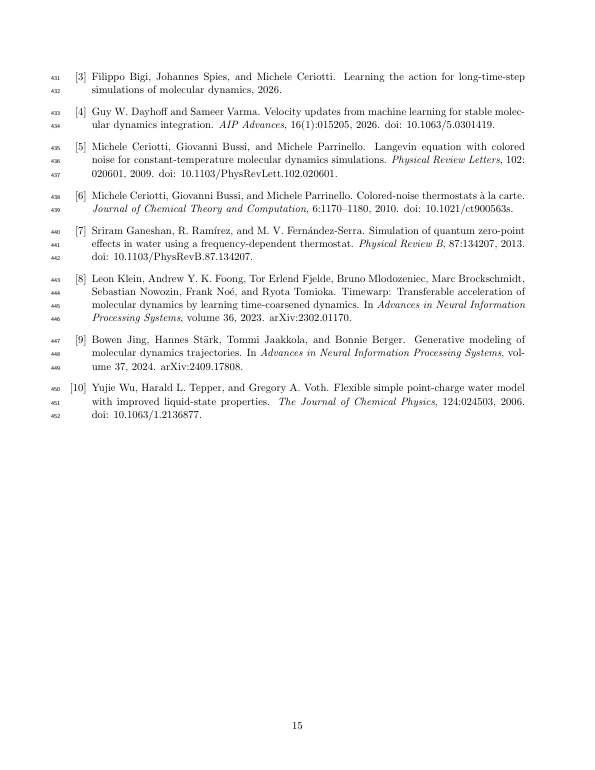 431 [3] Filippo Bigi, Johannes Spies, and Michele Ceriotti. Learning the action for long-time-step
432 simulations of molecular dynamics, 2026.
433 [4] Guy W. Dayhoff and Sameer Varma. Velocity updates from machine learning for stable molec-
434 ular dynamics integration. AIP Advances, 16(1):015205, 2026. doi: 10.1063/5.0301419.
435 [5] Michele Ceriotti, Giovanni Bussi, and Michele Parrinello. Langevin equation with colored
436 noise for constant-temperature molecular dynamics simulations. Physical Review Letters, 102:
437 020601, 2009. doi: 10.1103/PhysRevLett.102.020601.
438 [6] Michele Ceriotti, Giovanni Bussi, and Michele Parrinello. Colored-noise thermostats à la carte.
439 Journal of Chemical Theory and Computation, 6:1170–1180, 2010. doi: 10.1021/ct900563s.
440 [7] Sriram Ganeshan, R. Ramírez, and M. V. Fernández-Serra. Simulation of quantum zero-point
441 effects in water using a frequency-dependent thermostat. Physical Review B, 87:134207, 2013.
442 doi: 10.1103/PhysRevB.87.134207.
443 [8] Leon Klein, Andrew Y. K. Foong, Tor Erlend Fjelde, Bruno Mlodozeniec, Marc Brockschmidt,
444 Sebastian Nowozin, Frank Noé, and Ryota Tomioka. Timewarp: Transferable acceleration of
445 molecular dynamics by learning time-coarsened dynamics. In Advances in Neural Information
446 Processing Systems, volume 36, 2023. arXiv:2302.01170.
447 [9] Bowen Jing, Hannes Stärk, Tommi Jaakkola, and Bonnie Berger. Generative modeling of
448 molecular dynamics trajectories. In Advances in Neural Information Processing Systems, vol-
449 ume 37, 2024. arXiv:2409.17808.
450 [10] Yujie Wu, Harald L. Tepper, and Gregory A. Voth. Flexible simple point-charge water model
451 with improved liquid-state properties. The Journal of Chemical Physics, 124:024503, 2006.
452 doi: 10.1063/1.2136877.
15